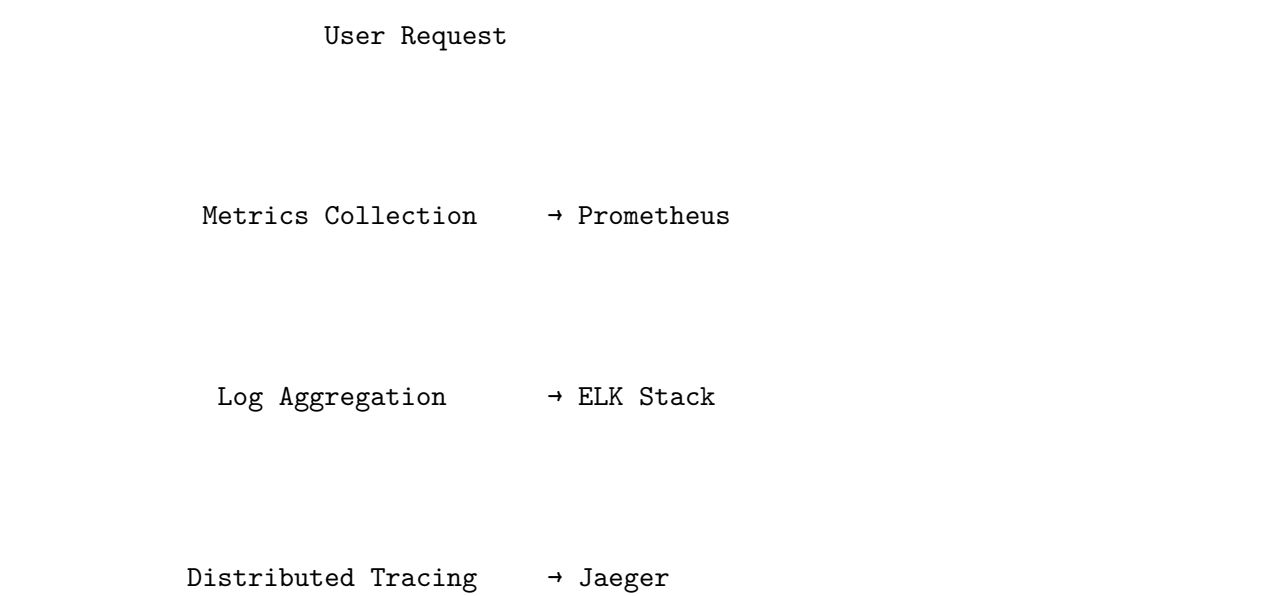 User Request
Metrics Collection → Prometheus
Log Aggregation → ELK Stack
Distributed Tracing → Jaeger